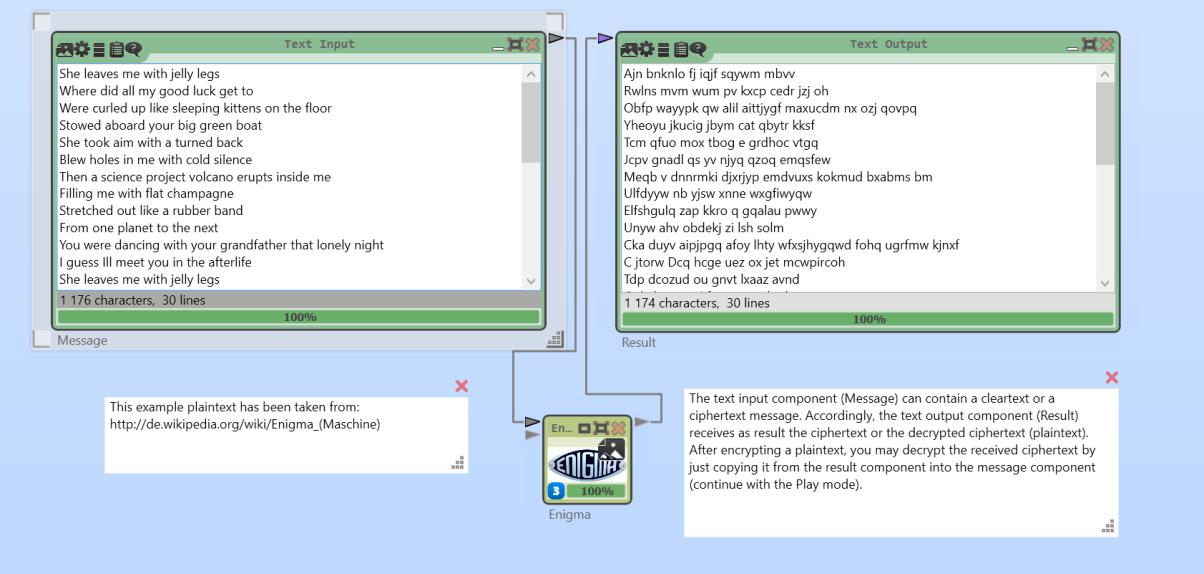 Text Input
She leaves me with jelly legs
Where did all my good luck get to
Were curled up like sleeping kittens on the floor
Stowed aboard your big green boat
She took aim with a turned back
Blew holes in me with cold silence
Then a science project volcano erupts inside me
Filling me with flat champagne
Stretched out like a rubber band
From one planet to the next
You were dancing with your grandfather that lonely night
I guess Ill meet you in the afterlife
She leaves me with jelly legs
1 176 characters, 30 lines
100%
Message
Text Output
Ajn bnknlo fj iqjf sqywm mbvv
Rwlns mvm wum pv kxcp cedr jzj oh
Obfp wayypk qw alil aittjygf maxucdm nx ozj qovpq
Yheoyu jkucig jbym cat qbytr kksf
Tcm qfuo mox tbog e grdhoc vtgq
Jcpv gnadl qs yv njyq qzoq emqsfew
Meqb v dnnrmki djxrjyp emdvuxs kokmud bxabms bm
Ulfdyyw nb yjsw xnne wxgfiwyqw
Elfshgulq zap kkro q gqalau pwwy
Unyw ahv obdekj zi lsh solm
Cka duyv aipjpgq afoy lhty wfxsjhygqwd fohq ugrfmw kjnxf
C jtorw Dcq hcge uez ox jet mcwpircoh
Tdp dcozud ou gnvt lxaaz avnd
1 174 characters, 30 lines
100%
Result
This example plaintext has been taken from:
http://de.wikipedia.org/wiki/Enigma_(Maschine)
En...
ENIGMA
3
100%
Enigma
The text input component (Message) can contain a cleartext or a
ciphertext message. Accordingly, the text output component (Result)
receives as result the ciphertext or the decrypted ciphertext (plaintext).
After encrypting a plaintext, you may decrypt the received ciphertext by
just copying it from the result component into the message component
(continue with the Play mode).